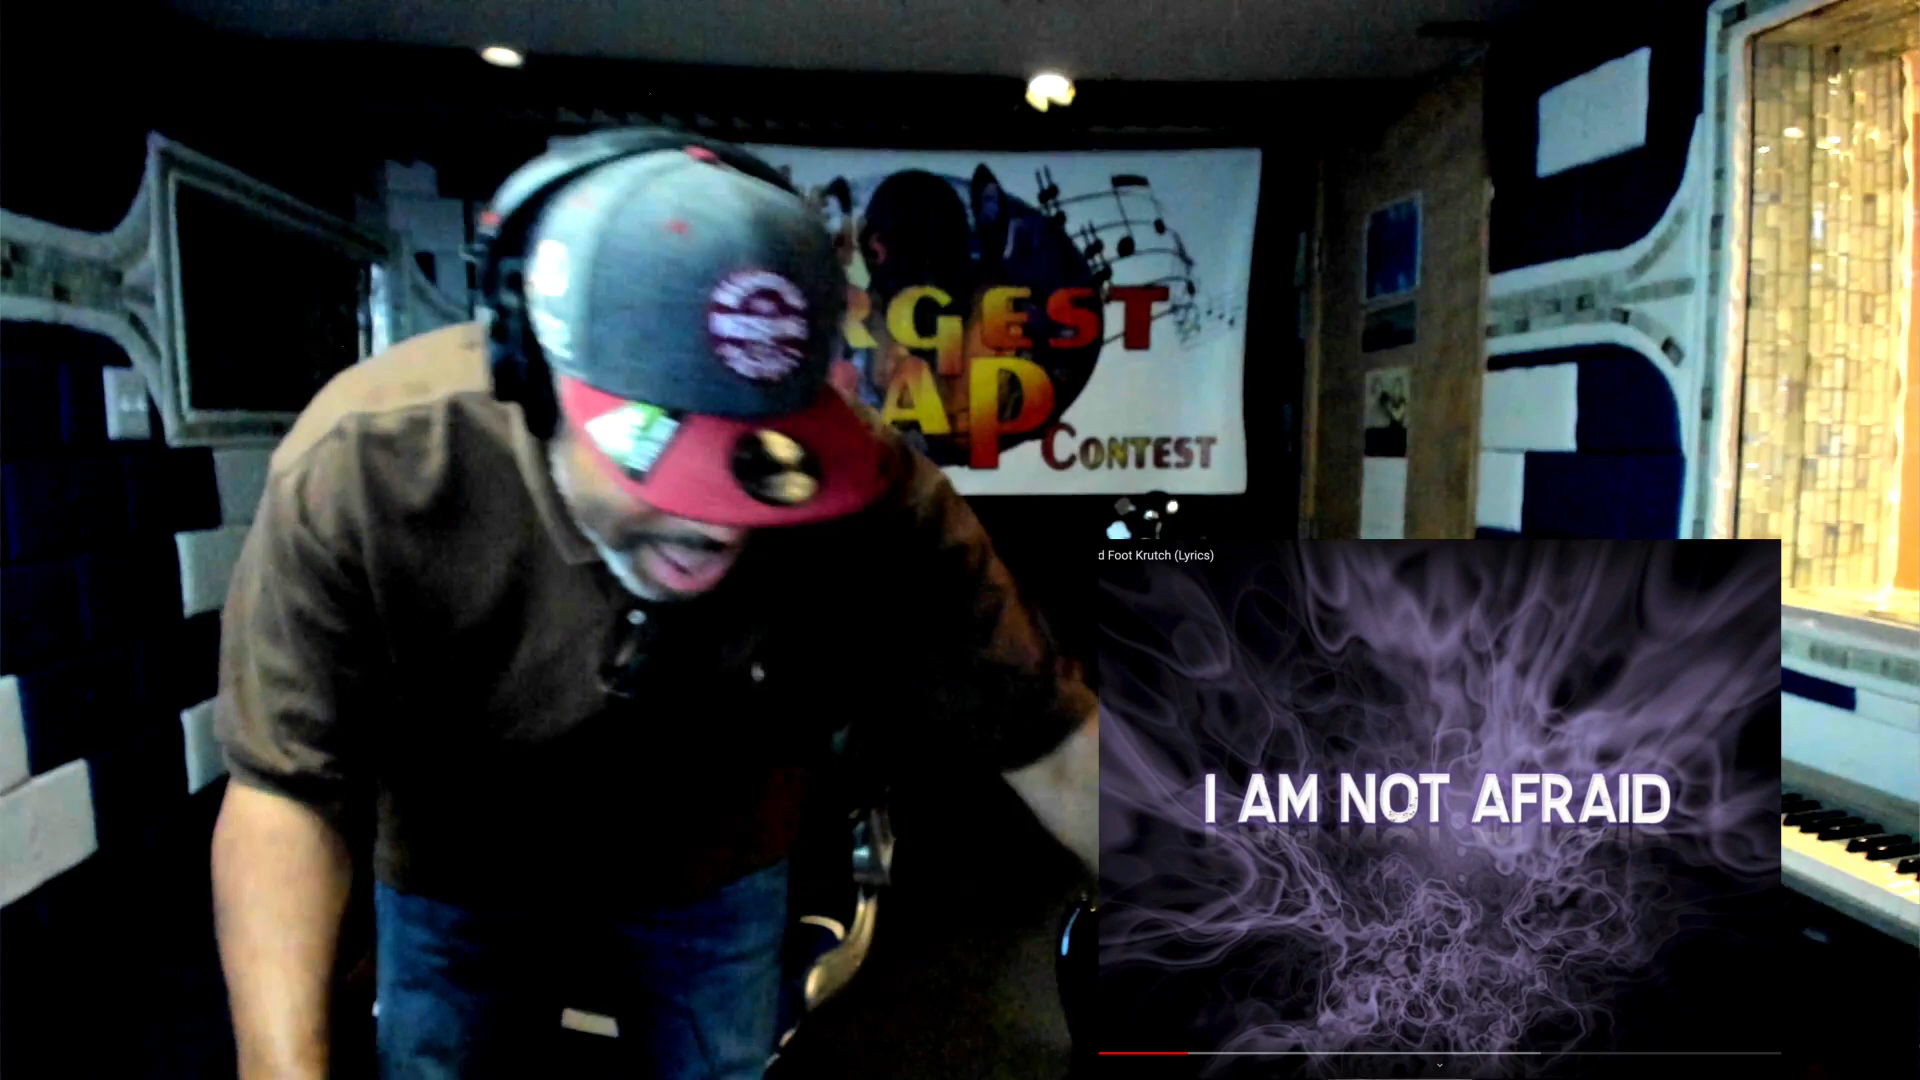 RGEST
AP
CONTEST
d Foot Krutch (Lyrics)
I AM NOT AFRAID